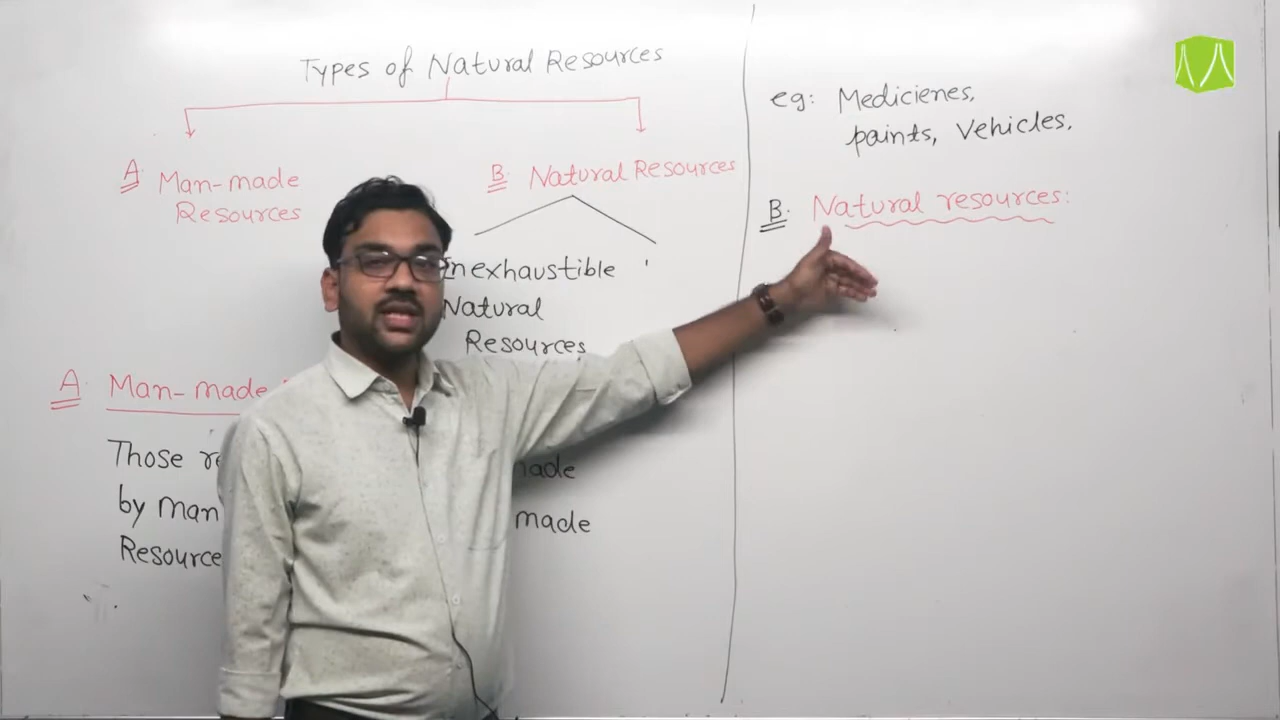 Types of Natural Resources
A. Man-made
Resources
B. Natural Resources
Inexhaustible
Natural
Resources
A. Man-made
Those
by man made
Resource
eg: Medicienes,
paints, Vehicles.
B. Natural resources: